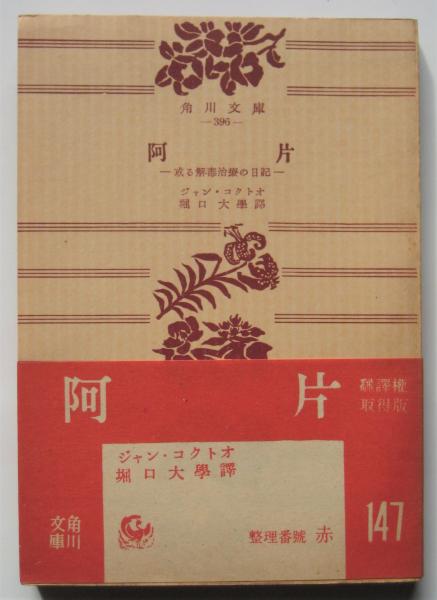 角川文庫
—396—
阿片
—或る解毒治療の日記—
ジャン・コクトオ
堀口大學譯
阿片
飜譯權
取得版
ジャン・コクトオ
堀口大學譯
角川
文庫
整理番號 赤
147